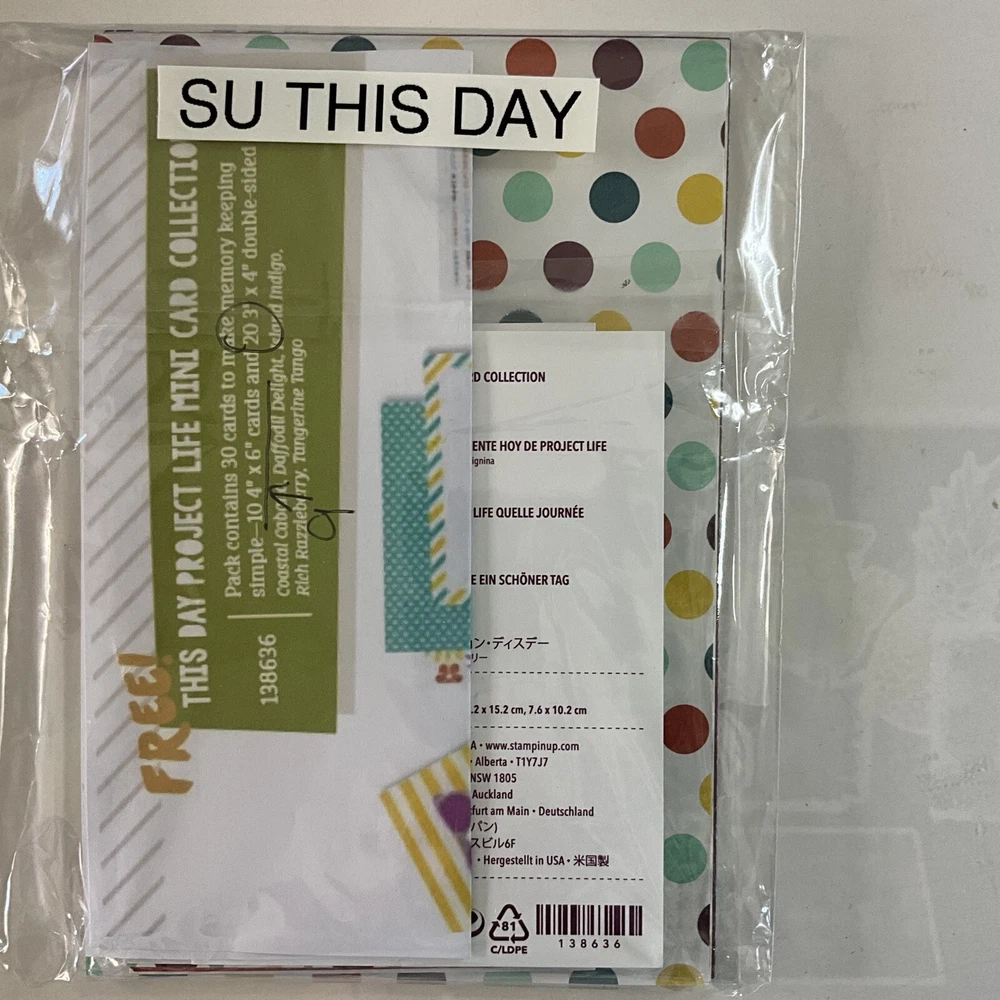 SU THIS DAY
FREE!
THIS DAY PROJECT LIFE MINI CARD COLLECTIO
Pack contains 30 cards to make memory keeping
simple—10 4" x 6" cards and 20 3" x 4" double-sided
Coastal Daffodil Delight, Island Indigo,
Rich Razzleberry, Tangerine Tango
138636
9
RD COLLECTION
ENTE HOY DE PROJECT LIFE
ignina
LIFE QUELLE JOURNÉE
E EIN SCHÖNER TAG
ン・ディスデー
リー
.2 x 15.2 cm, 7.6 x 10.2 cm
A • www.stampinup.com
• Alberta • T1Y7J7
NSW 1805
Auckland
furt am Main • Deutschland
パン)
スビル6F
• Hergestellt in USA • 米国製
81
C/LDPE
138636